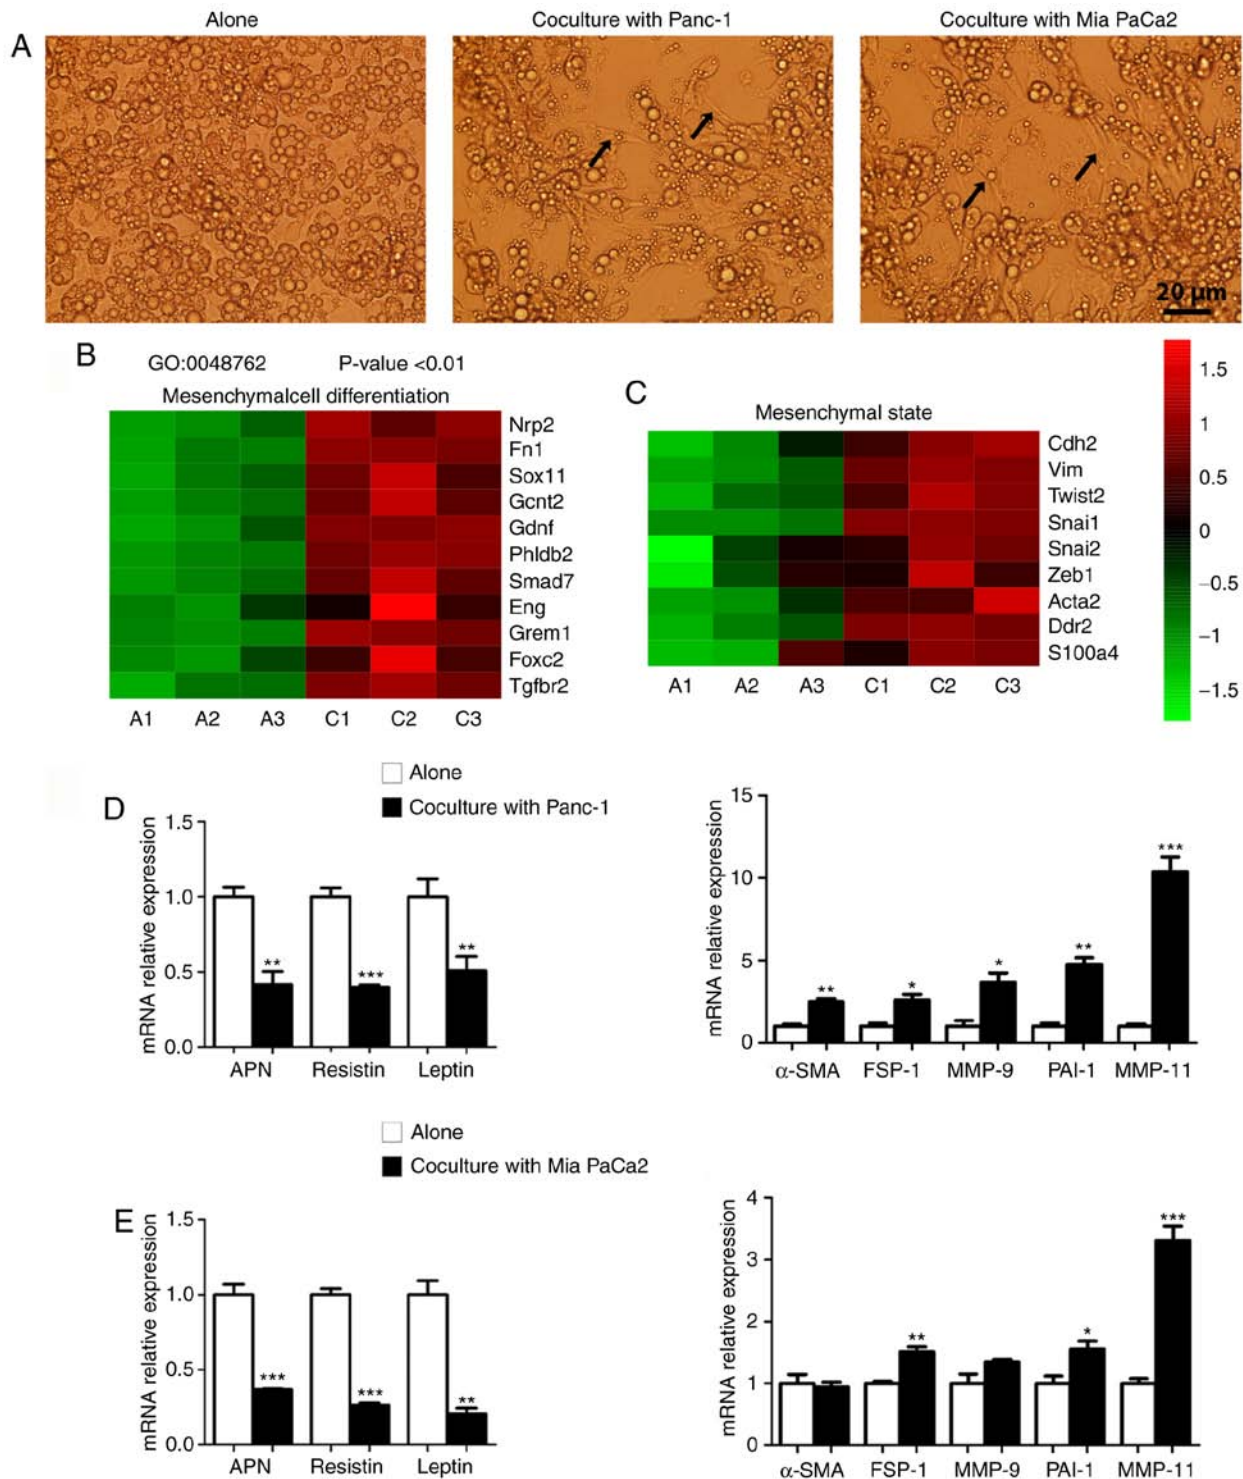 Alone
Coculture with Panc-1
Coculture with Mia PaCa2
A
20 µm
B
GO:0048762
P-value <0.01
Mesenchymalcell differentiation
Nrp2
Fn1
Sox11
Gcnt2
Gdnf
Phldb2
Smad7
Eng
Grem1
Foxc2
Tgfbr2
A1 A2 A3 C1 C2 C3
C
Mesenchymal state
Cdh2
Vim
Twist2
Snai1
Snai2
Zeb1
Acta2
Ddr2
S100a4
A1 A2 A3 C1 C2 C3
1.5
1
0.5
0
−0.5
−1
−1.5
Alone
Coculture with Panc-1
D
mRNA relative expression
1.5
1.0
0.5
0.0
**
***
**
APN Resistin Leptin
mRNA relative expression
15
10
5
0
**
*
*
**
***
α-SMA FSP-1 MMP-9 PAI-1 MMP-11
Alone
Coculture with Mia PaCa2
E
mRNA relative expression
1.5
1.0
0.5
0.0
***
***
**
APN Resistin Leptin
mRNA relative expression
4
3
2
1
0
**
*
***
α-SMA FSP-1 MMP-9 PAI-1 MMP-11